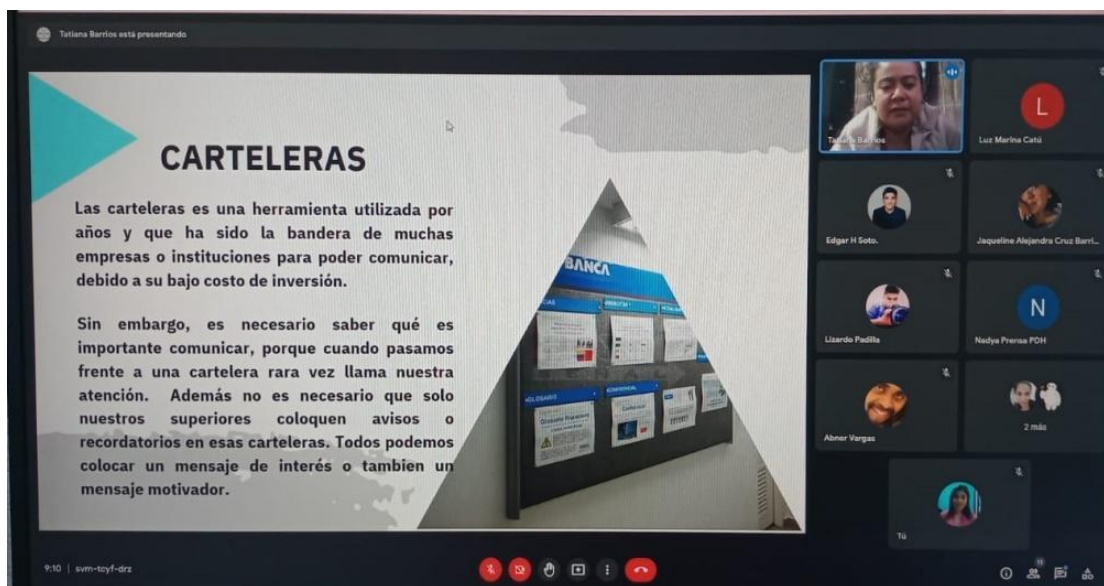 Tatiana Barrios está presentando
CARTELERAS
Las carteleras es una herramienta utilizada por
años y que ha sido la bandera de muchas
empresas o instituciones para poder comunicar,
debido a su bajo costo de inversión.
Sin embargo, es necesario saber qué es
importante comunicar, porque cuando pasamos
frente a una cartelera rara vez llama nuestra
atención. Además no es necesario que solo
nuestros superiores coloquen avisos o
recordatorios en esas carteleras. Todos podemos
colocar un mensaje de interés o tambien un
mensaje motivador.
BANCA
GLOSARIO
Tatiana Barrios
L
Luz Marina Catú
Edgar H Soto.
Jaqueline Alejandra Cruz Barri...
Lizardo Padilla
N
Nadya Prensa PDH
Abner Vargas
2 más
Tú
9:10 | svm-tcyf-drz